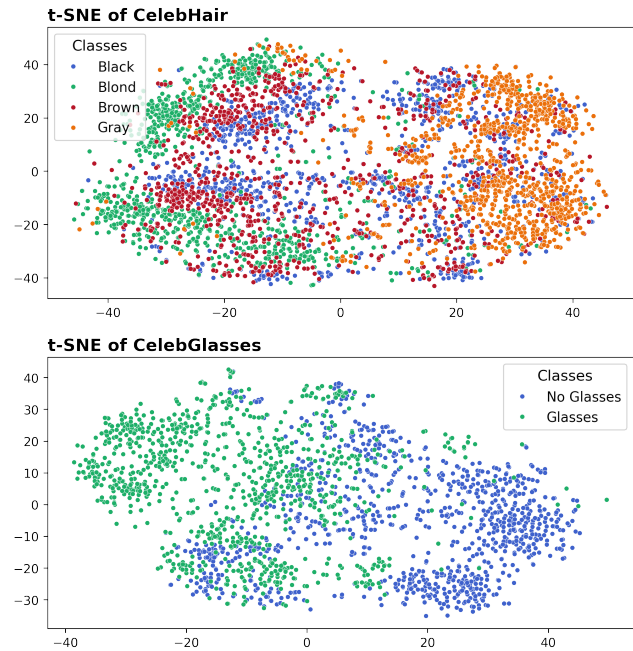 t-SNE of CelebHair
Classes
Black
Blond
Brown
Gray
40
20
0
−20
−40
−40 −20 0 20 40
t-SNE of CelebGlasses
Classes
No Glasses
Glasses
40
30
20
10
0
−10
−20
−30
−40 −20 0 20 40